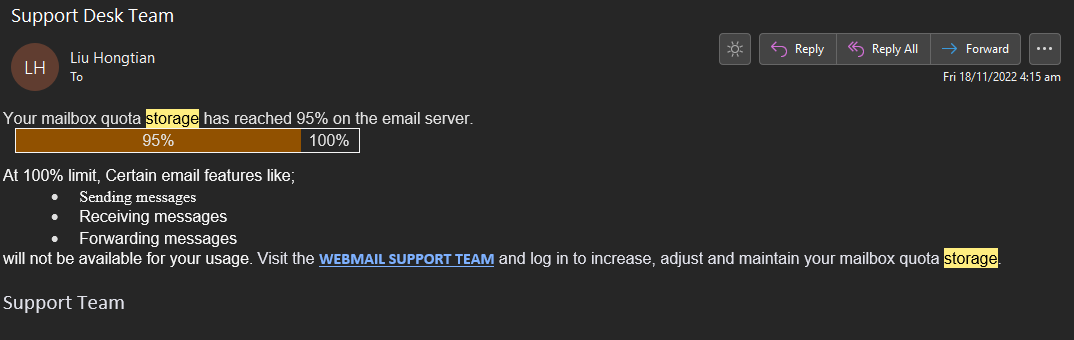 Support Desk Team
LH
Liu Hongtian
To
Reply
Reply All
Forward
Fri 18/11/2022 4:15 am
Your mailbox quota storage has reached 95% on the email server.
95% 100%
At 100% limit, Certain email features like;
• Sending messages
• Receiving messages
• Forwarding messages
will not be available for your usage. Visit the WEBMAIL SUPPORT TEAM and log in to increase, adjust and maintain your mailbox quota storage.
Support Team